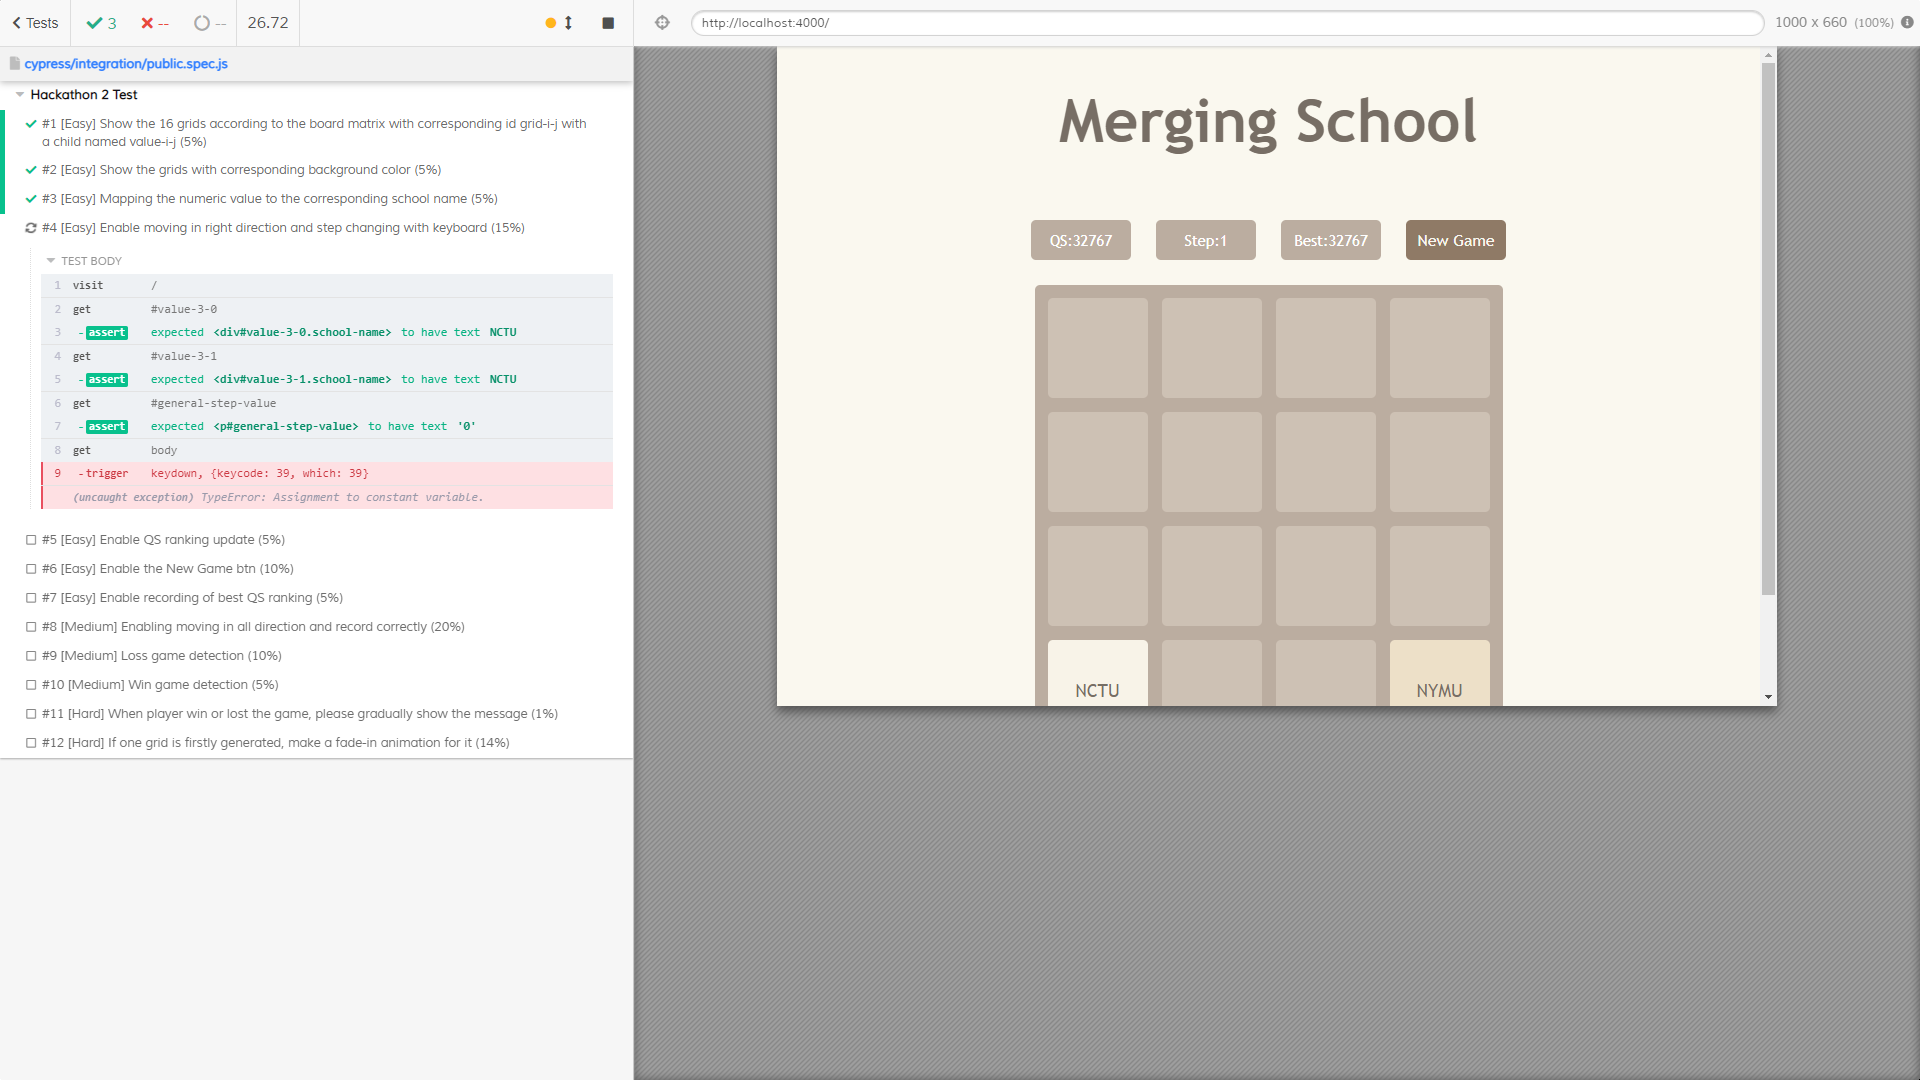 Tests
3
--
--
26.72
cypress/integration/public.spec.js
Hackathon 2 Test
#1 [Easy] Show the 16 grids according to the board matrix with corresponding id grid-i-j with
a child named value-i-j (5%)
#2 [Easy] Show the grids with corresponding background color (5%)
#3 [Easy] Mapping the numeric value to the corresponding school name (5%)
#4 [Easy] Enable moving in right direction and step changing with keyboard (15%)
TEST BODY
1 visit /
2 get #value-3-0
3 -assert expected <div#value-3-0.school-name> to have text NCTU
4 get #value-3-1
5 -assert expected <div#value-3-1.school-name> to have text NCTU
6 get #general-step-value
7 -assert expected <p#general-step-value> to have text '0'
8 get body
9 -trigger keydown, {keycode: 39, which: 39}
(uncaught exception) TypeError: Assignment to constant variable.
#5 [Easy] Enable QS ranking update (5%)
#6 [Easy] Enable the New Game btn (10%)
#7 [Easy] Enable recording of best QS ranking (5%)
#8 [Medium] Enabling moving in all direction and record correctly (20%)
#9 [Medium] Loss game detection (10%)
#10 [Medium] Win game detection (5%)
#11 [Hard] When player win or lost the game, please gradually show the message (1%)
#12 [Hard] If one grid is firstly generated, make a fade-in animation for it (14%)
http://localhost:4000/
1000 x 660 (100%)
Merging School
QS:32767
Step:1
Best:32767
New Game
NCTU
NYMU